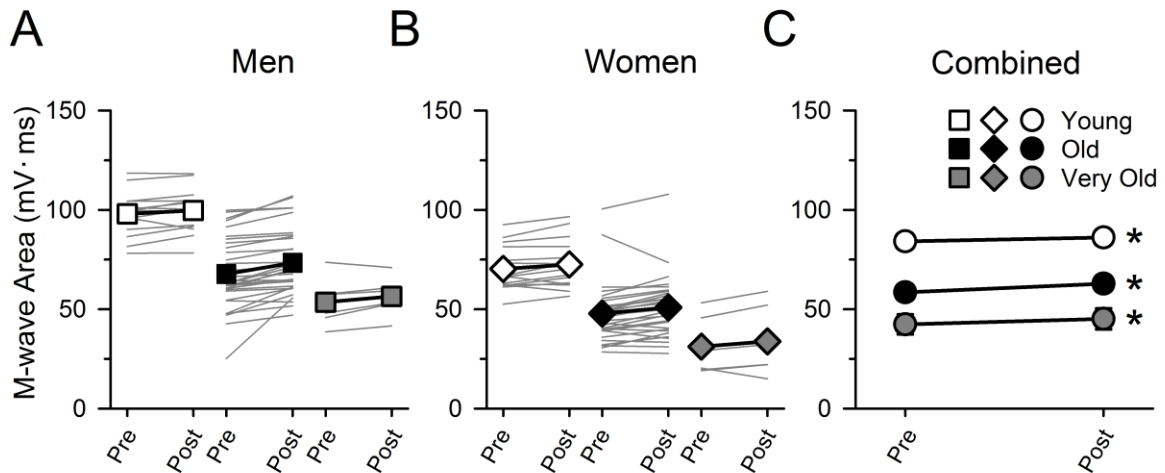 A
B
C
Men
Women
Combined
M-wave Area (mV· ms)
150
100
50
0
Pre
Post
Pre
Post
Pre
Post
150
100
50
0
Pre
Post
Pre
Post
Pre
Post
150
100
50
0
Young
Old
Very Old
*
*
*
Pre
Post